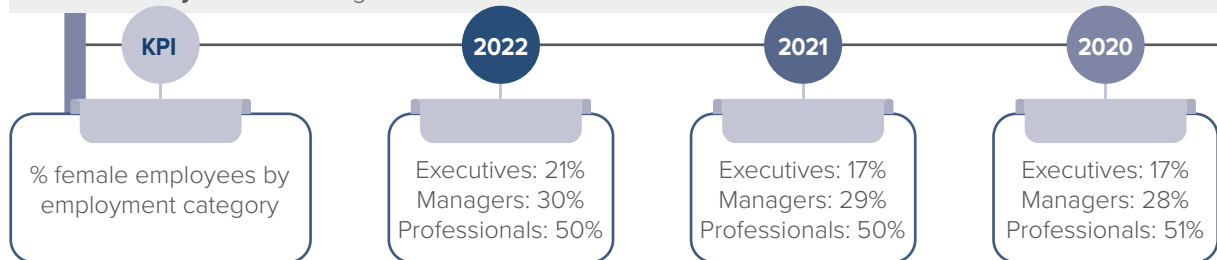 KPI
2022
2021
2020
% female employees by
employment category
Executives: 21%
Managers: 30%
Professionals: 50%
Executives: 17%
Managers: 29%
Professionals: 50%
Executives: 17%
Managers: 28%
Professionals: 51%